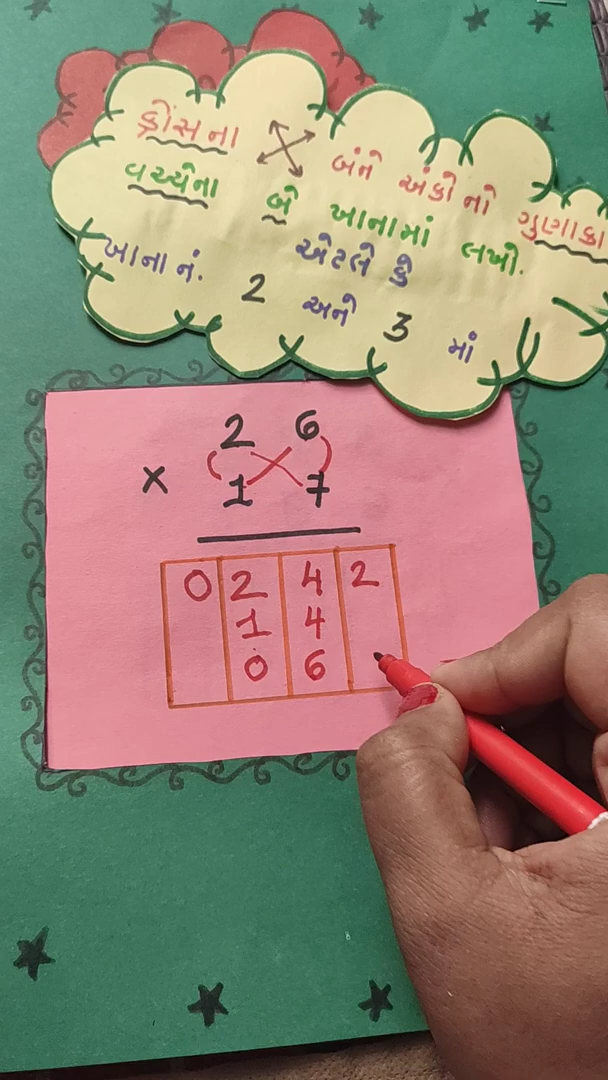 ક્રોંસના બંને અંકો નો ગુણાકા
વચ્ચેના બે ખાનામાં લખો.
એટલે કે
ખાના નં. 2 અને 3 માં
2 6
× 1 7
0 2 4 2
1 4
0 6